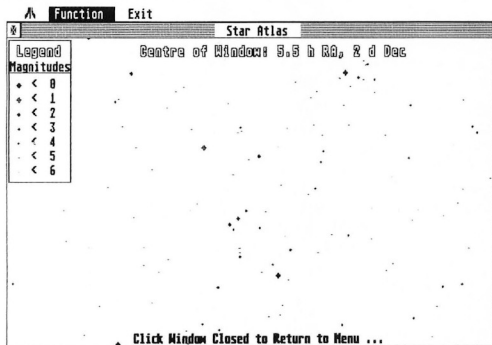 Function Exit
Star Atlas
Legend
Magnitudes
< 0
< 1
< 2
< 3
< 4
< 5
< 6
Centre of Window: 5.5 h RA, 2 d Dec
Click Window Closed to Return to Menu ...